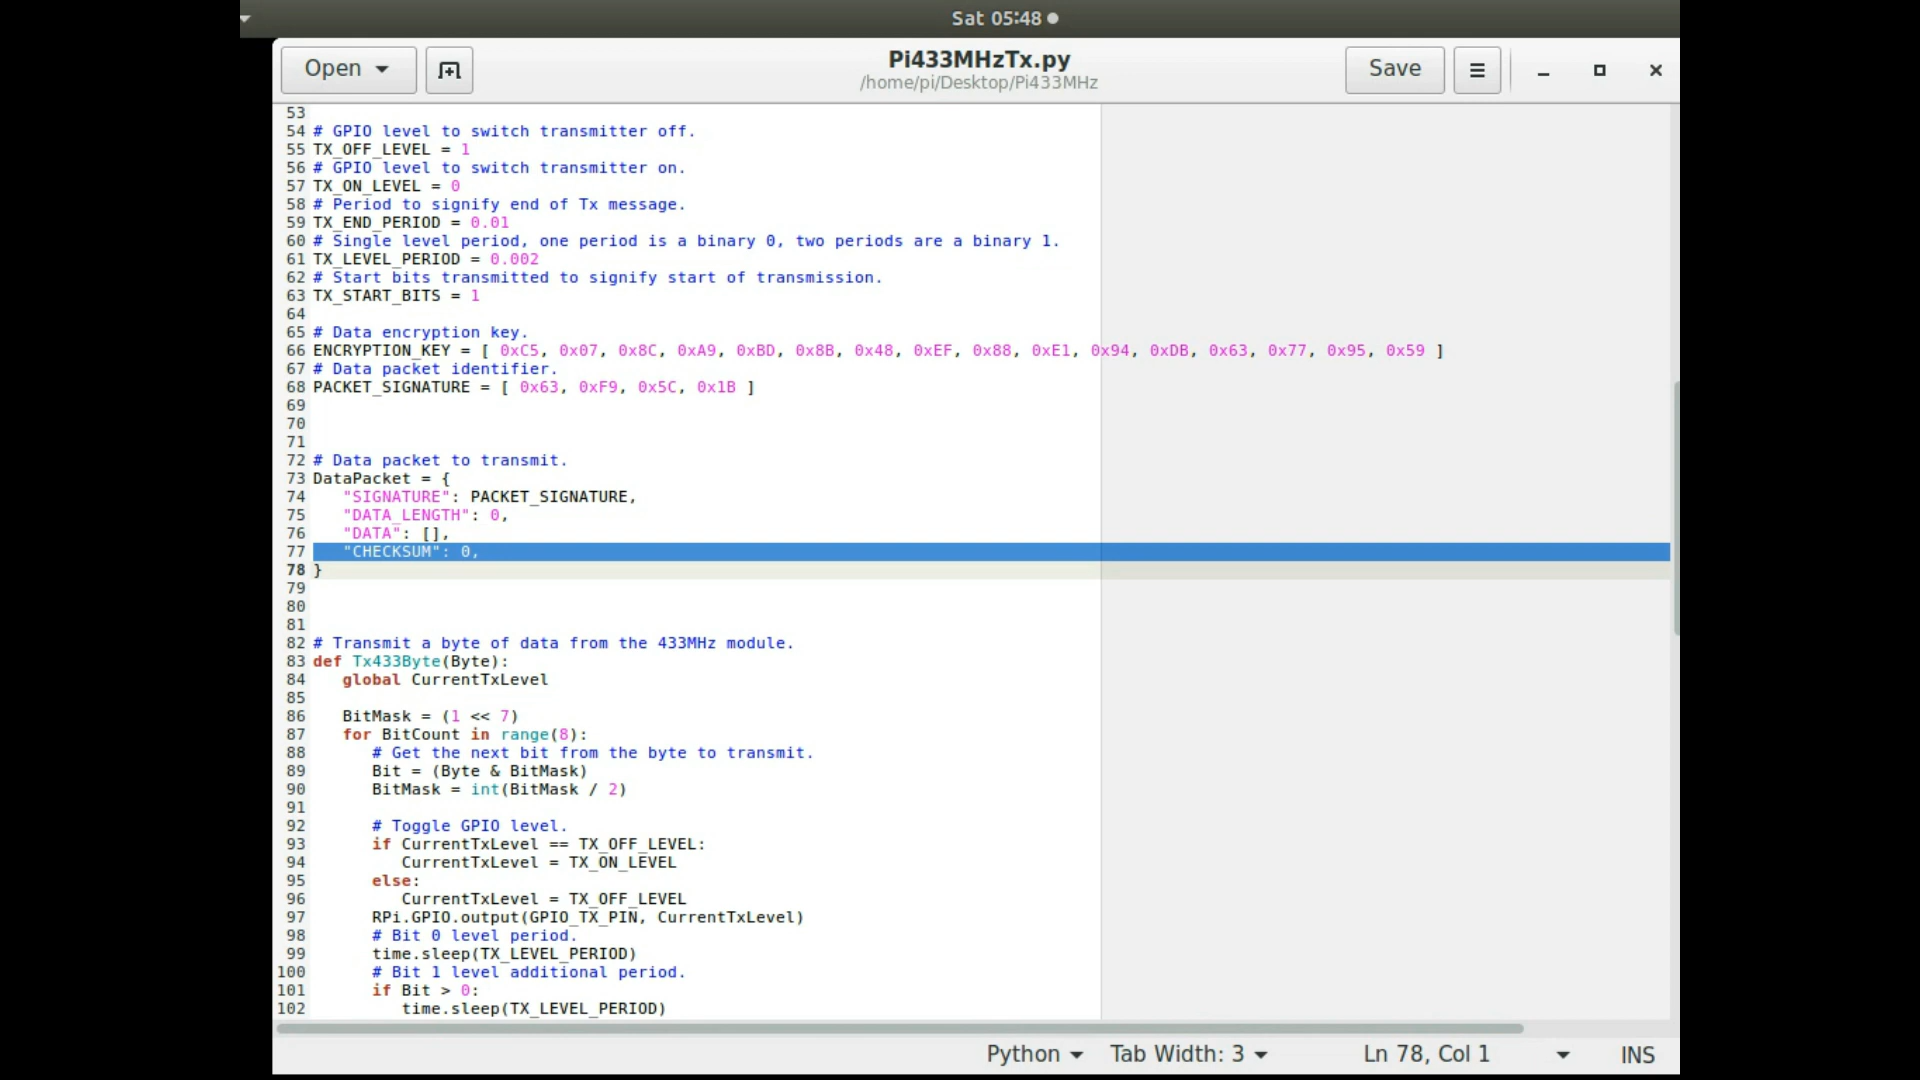 Sat 05:48
Open
Pi433MHzTx.py
/home/pi/Desktop/Pi433MHz
Save
53
54 # GPIO level to switch transmitter off.
55 TX_OFF_LEVEL = 1
56 # GPIO level to switch transmitter on.
57 TX_ON_LEVEL = 0
58 # Period to signify end of Tx message.
59 TX_END_PERIOD = 0.01
60 # Single level period, one period is a binary 0, two periods are a binary 1.
61 TX_LEVEL_PERIOD = 0.002
62 # Start bits transmitted to signify start of transmission.
63 TX_START_BITS = 1
64
65 # Data encryption key.
66 ENCRYPTION_KEY = [ 0xC5, 0x07, 0x8C, 0xA9, 0xBD, 0x8B, 0x48, 0xEF, 0x88, 0xE1, 0x94, 0xDB, 0x63, 0x77, 0x95, 0x59 ]
67 # Data packet identifier.
68 PACKET_SIGNATURE = [ 0x63, 0xF9, 0x5C, 0x1B ]
69
70
71
72 # Data packet to transmit.
73 DataPacket = {
74    "SIGNATURE": PACKET_SIGNATURE,
75    "DATA_LENGTH": 0,
76    "DATA": [],
77    "CHECKSUM": 0,
78 }
79
80
81
82 # Transmit a byte of data from the 433MHz module.
83 def Tx433Byte(Byte):
84    global CurrentTxLevel
85
86    BitMask = (1 << 7)
87    for BitCount in range(8):
88       # Get the next bit from the byte to transmit.
89       Bit = (Byte & BitMask)
90       BitMask = int(BitMask / 2)
91
92       # Toggle GPIO level.
93       if CurrentTxLevel == TX_OFF_LEVEL:
94          CurrentTxLevel = TX_ON_LEVEL
95       else:
96          CurrentTxLevel = TX_OFF_LEVEL
97       RPi.GPIO.output(GPIO_TX_PIN, CurrentTxLevel)
98       # Bit 0 level period.
99       time.sleep(TX_LEVEL_PERIOD)
100       # Bit 1 level additional period.
101       if Bit > 0:
102          time.sleep(TX_LEVEL_PERIOD)
Python Tab Width: 3 Ln 78, Col 1 INS